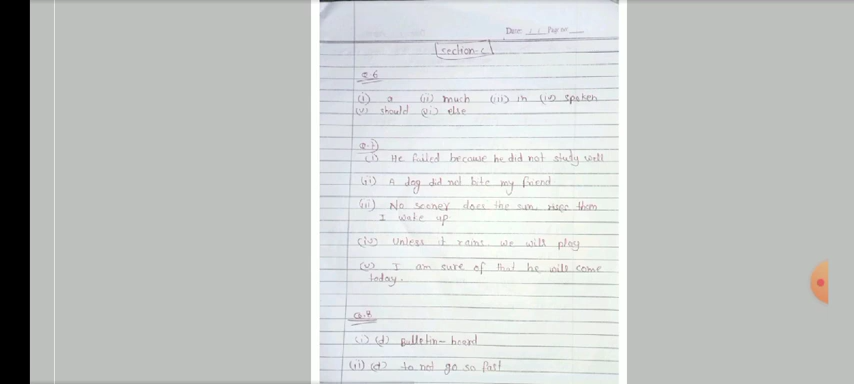 Date: / / Page no
Section-C
Q.6
(i) a (ii) much (iii) in (iv) spoken
(v) should (vi) else
Q.7)
(i) He failed because he did not study well
(ii) A dog did not bite my friend
(iii) No sooner does the sun rises than
I wake up
(iv) Unless it rains, we will play
(v) I am sure of that he will come
today.
Q.8
(i) (d) Bulletin-board
(ii) (d) to not go so fast